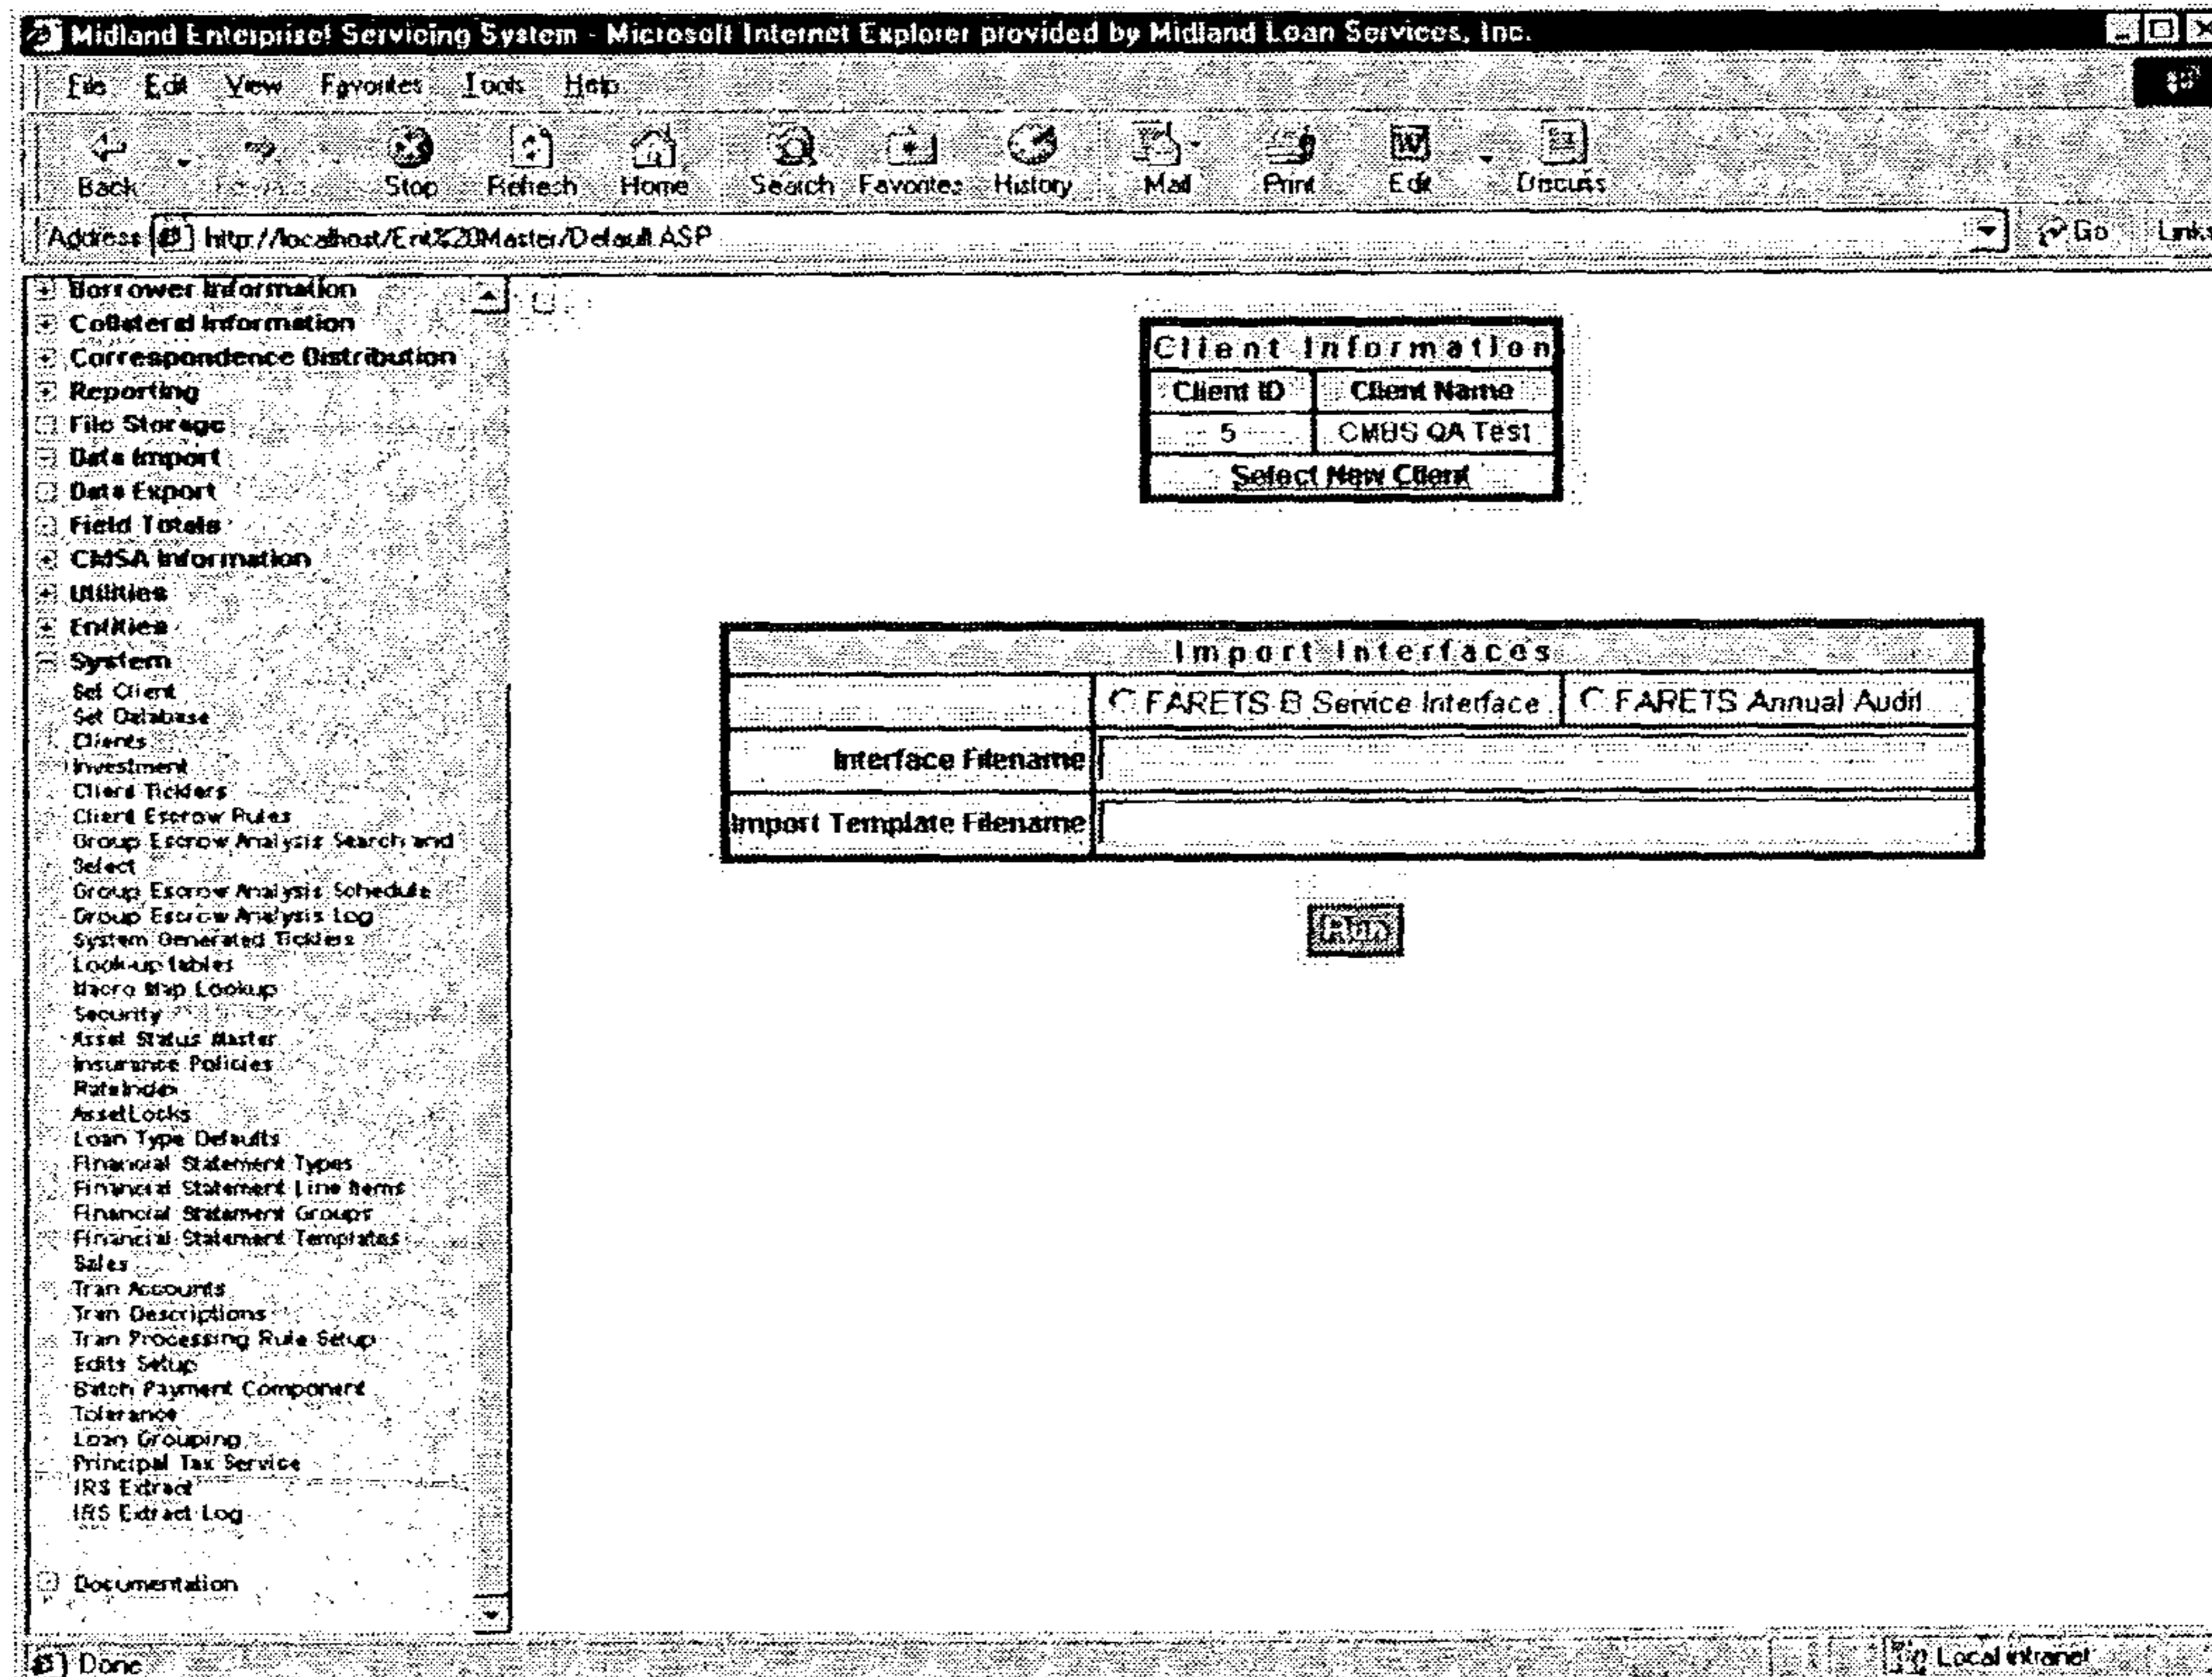 Midland Enterprise! Servicing System - Microsoft Internet Explorer provided by Midland Loan Services, Inc.
File Edit View Favorites Tools Help
Back Forward Stop Refresh Home Search Favorites History Mail Print Edit Discuss
Address http://localhost/Ent%20Master/Default.ASP Go Links
Borrower Information
Collateral Information
Correspondence Distribution
Reporting
File Storage
Data Import
Data Export
Field Totals
CMSA Information
Utilities
Entities
System
Set Client
Set Database
Clients
Investment
Client Ticklers
Client Escrow Rules
Group Escrow Analysis Search and
Select
Group Escrow Analysis Schedule
Group Escrow Analysis Log
System Generated Ticklers
Look-up tables
Macro Map Lookup
Security
Asset Status Master
Insurance Policies
RateIndex
AssetLocks
Loan Type Defaults
Financial Statement Types
Financial Statement Line Items
Financial Statement Groups
Financial Statement Templates
Sales
Tran Accounts
Tran Descriptions
Tran Processing Rule Setup
Edits Setup
Batch Payment Component
Tolerance
Loan Grouping
Principal Tax Service
IRS Extract
IRS Extract Log
Documentation
Client Information
Client ID Client Name
5 CMBS QA Test
Select New Client
Import Interfaces
FARETS B Service Interface FARETS Annual Audit
Interface Filename
Import Template Filename
Run
Done Local intranet